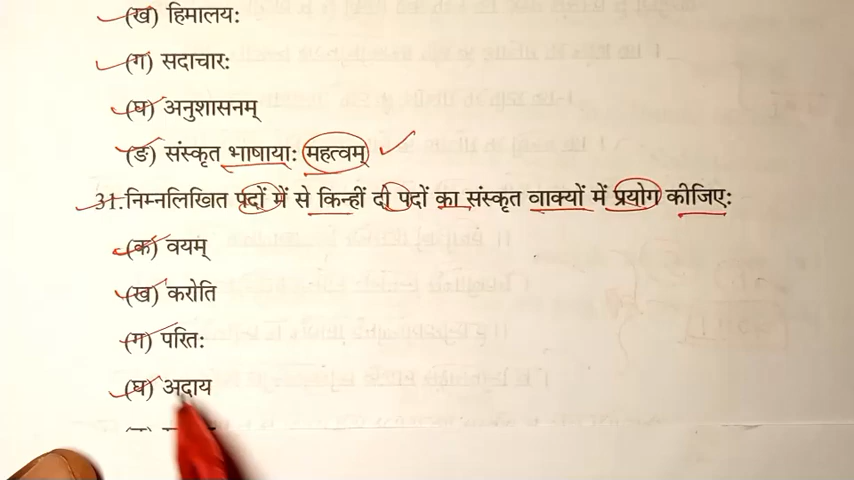 (ख) हिमालय:
(ग) सदाचार:
(घ) अनुशासनम्
(ङ) संस्कृत भाषाया: महत्वम्
31. निम्नलिखित पदों में से किन्हीं दो पदों का संस्कृत वाक्यों में प्रयोग कीजिए:
(क) वयम्
(ख) करोति
(ग) परित:
(घ) अदाय